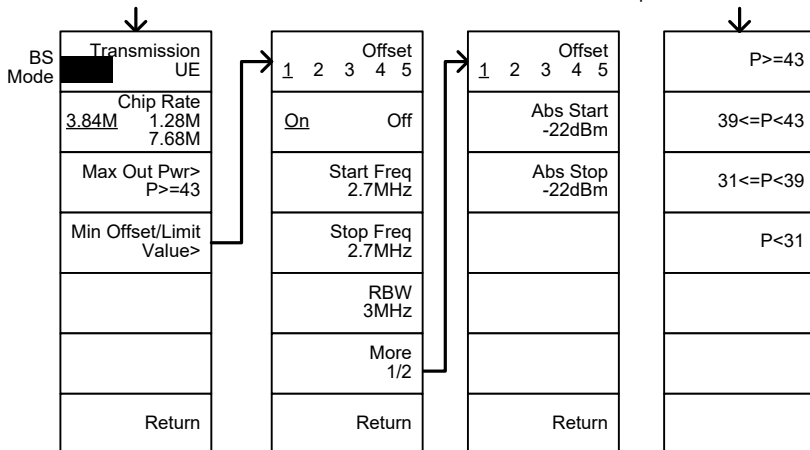 BS
Mode
Transmission
UE
Chip Rate
3.84M 1.28M
7.68M
Max Out Pwr>
P>=43
Min Offset/Limit
Value>
Return
Offset
1 2 3 4 5
On Off
Start Freq
2.7MHz
Stop Freq
2.7MHz
RBW
3MHz
More
1/2
Return
Offset
1 2 3 4 5
Abs Start
-22dBm
Abs Stop
-22dBm
Return
P>=43
39<=P<43
31<=P<39
P<31